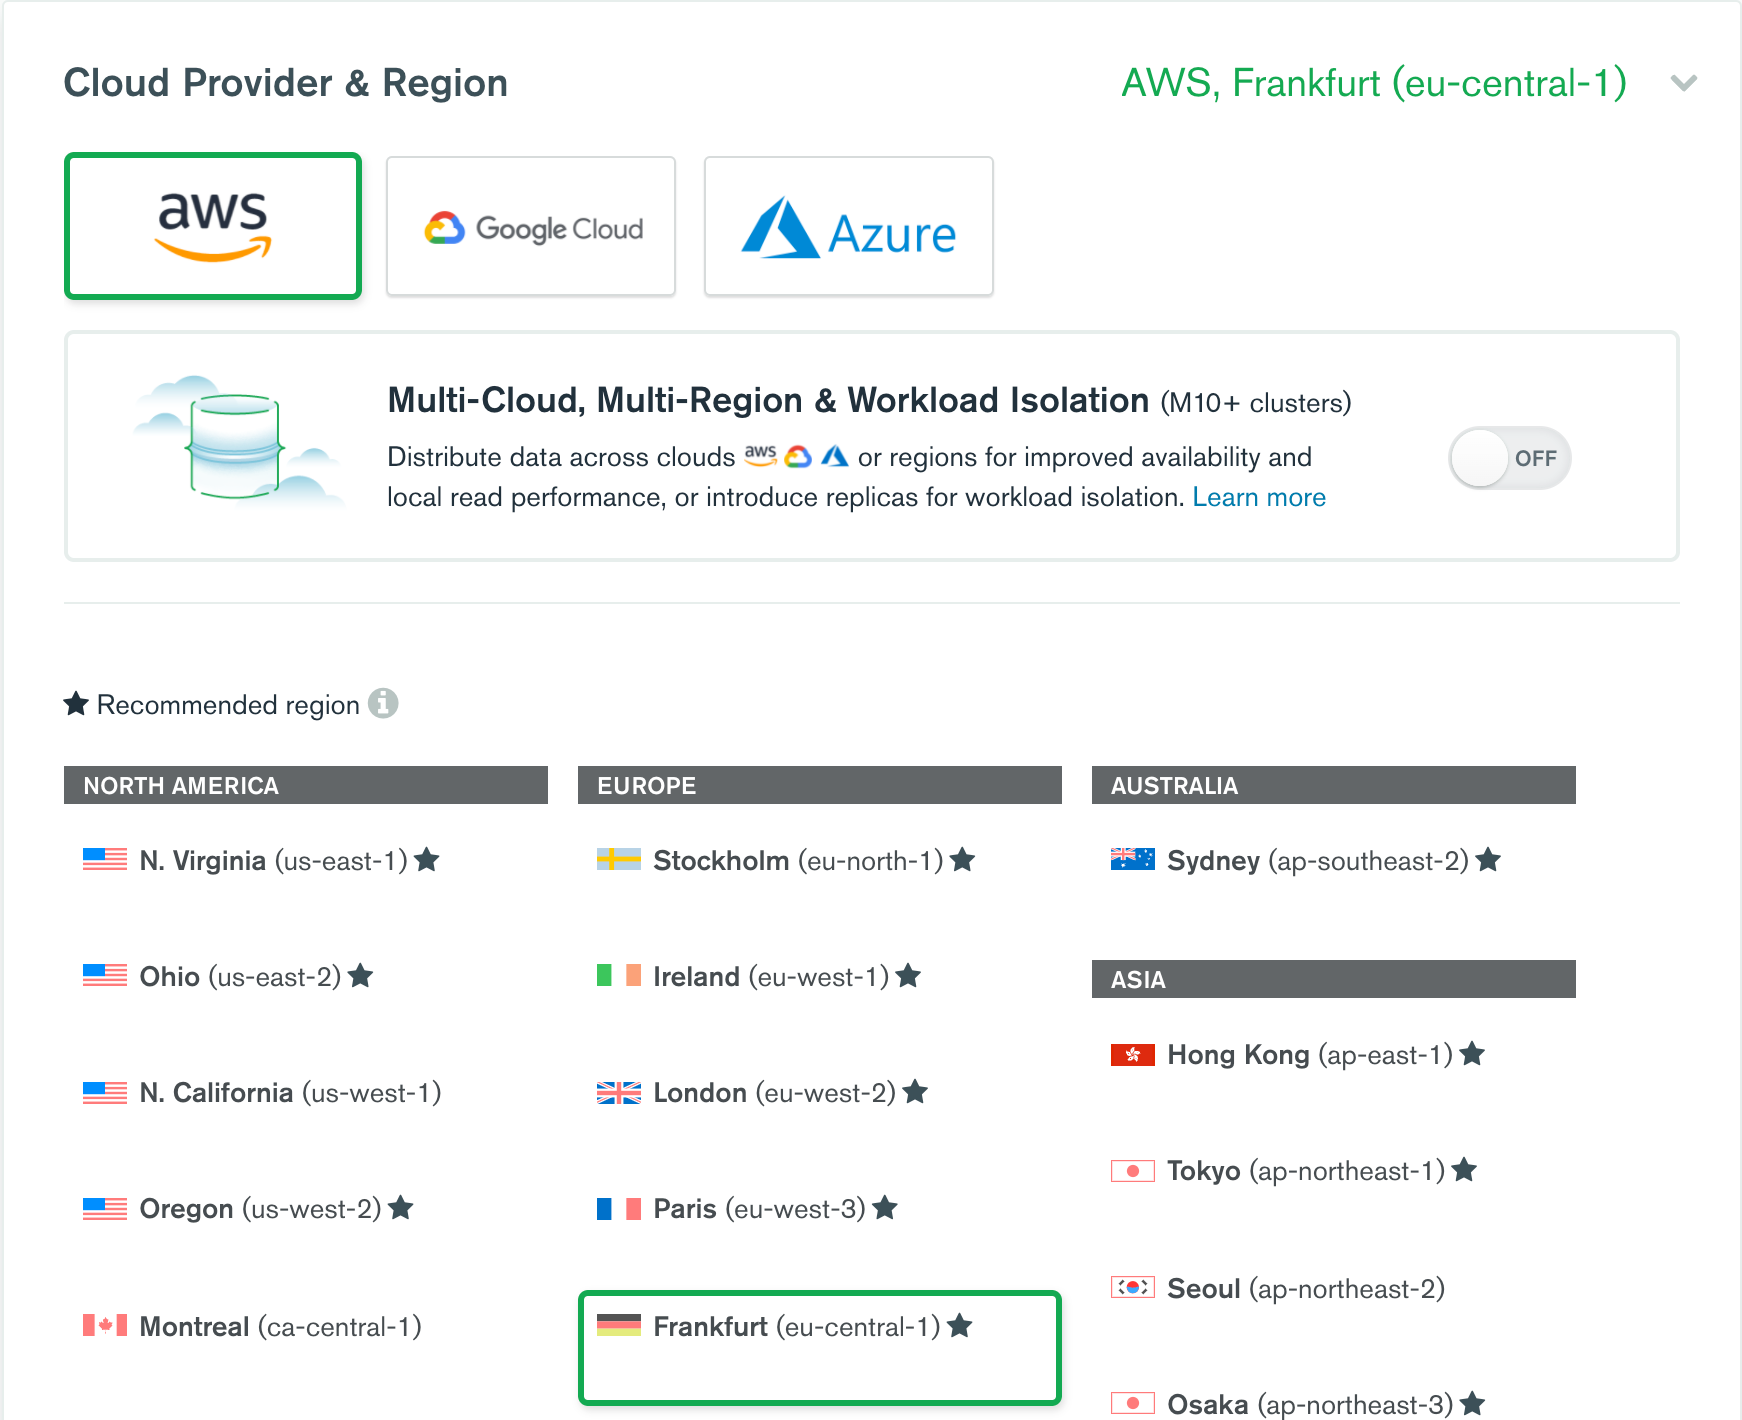 Cloud Provider & Region
AWS, Frankfurt (eu-central-1)
aws
Google Cloud
Azure
Multi-Cloud, Multi-Region & Workload Isolation (M10+ clusters)
Distribute data across clouds aws or regions for improved availability and
local read performance, or introduce replicas for workload isolation. Learn more
OFF
★ Recommended region
NORTH AMERICA
N. Virginia (us-east-1) ★
Ohio (us-east-2) ★
N. California (us-west-1)
Oregon (us-west-2) ★
Montreal (ca-central-1)
EUROPE
Stockholm (eu-north-1) ★
Ireland (eu-west-1) ★
London (eu-west-2) ★
Paris (eu-west-3) ★
Frankfurt (eu-central-1) ★
AUSTRALIA
Sydney (ap-southeast-2) ★
ASIA
Hong Kong (ap-east-1) ★
Tokyo (ap-northeast-1) ★
Seoul (ap-northeast-2)
Osaka (ap-northeast-3) ★